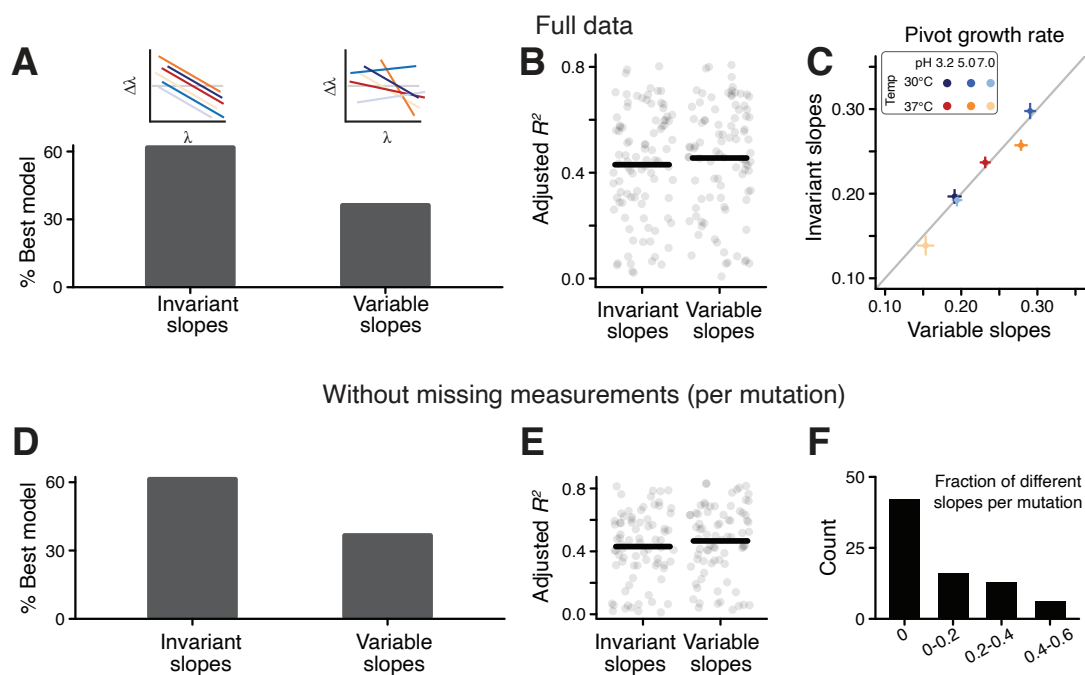 Full data
A
Δλ
λ
Δλ
λ
% Best model
60
30
0
Invariant
slopes
Variable
slopes
B
Adjusted R²
0.8
0.4
0.0
Invariant
slopes
Variable
slopes
C
Pivot growth rate
pH 3.2 5.0 7.0
Temp
30°C
37°C
Invariant slopes
0.30
0.20
0.10
0.10
0.20
0.30
Variable slopes
Without missing measurements (per mutation)
D
% Best model
60
30
0
Invariant
slopes
Variable
slopes
E
Adjusted R²
0.8
0.4
0.0
Invariant
slopes
Variable
slopes
F
Fraction of different
slopes per mutation
Count
50
25
0
0
0-0.2
0.2-0.4
0.4-0.6